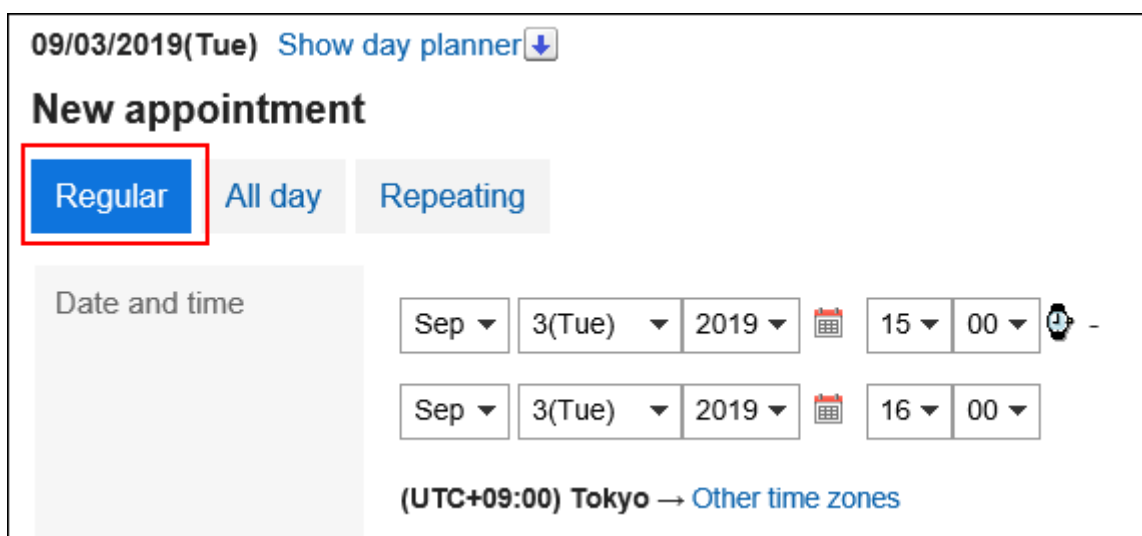 09/03/2019(Tue) Show day planner
New appointment
Regular All day Repeating
Date and time
Sep 3(Tue) 2019 15 00 -
Sep 3(Tue) 2019 16 00
(UTC+09:00) Tokyo → Other time zones